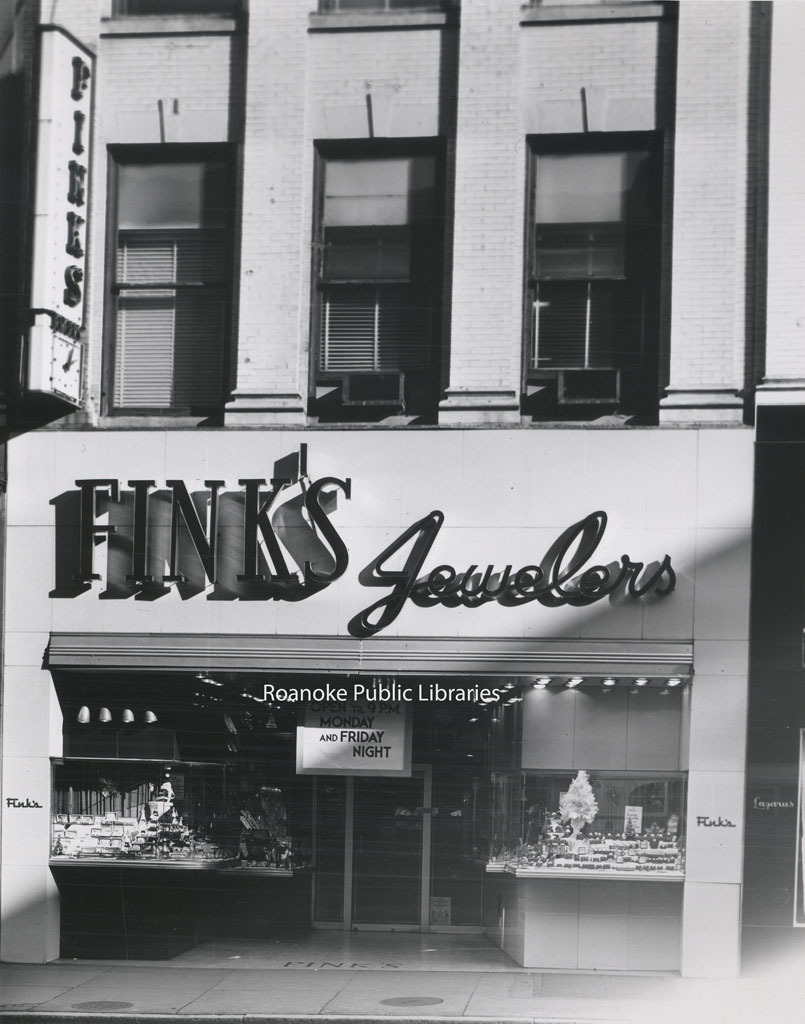 FINKS
FINK'S Jewelers
Roanoke Public Libraries
OPEN 'TIL 9 P.M.
MONDAY
AND FRIDAY
NIGHT
Fink's
Fink's
Lazarus
FINK'S